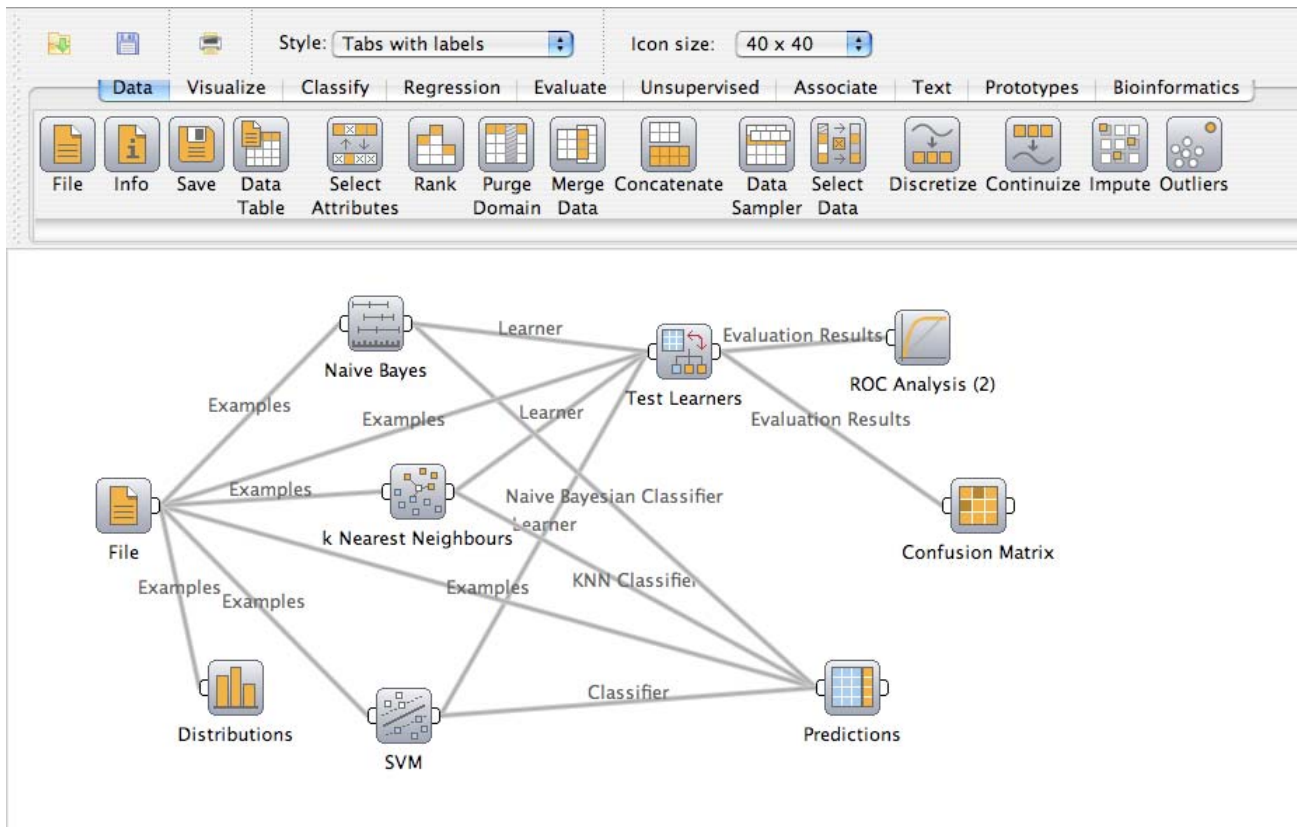 Style: Tabs with labels Icon size: 40 x 40
Data Visualize Classify Regression Evaluate Unsupervised Associate Text Prototypes Bioinformatics
File Info Save Data Select Rank Purge Merge Concatenate Data Select Discretize Continuize Impute Outliers
Table Attributes Domain Data Sampler Data
Learner
Evaluation Results
Naive Bayes
ROC Analysis (2)
Test Learners
Examples
Examples
Learner
Evaluation Results
Examples
Naive Bayesian Classifier
Learner
k Nearest Neighbours
File
Confusion Matrix
Examples
Examples
Examples
KNN Classifier
Classifier
Distributions
Predictions
SVM